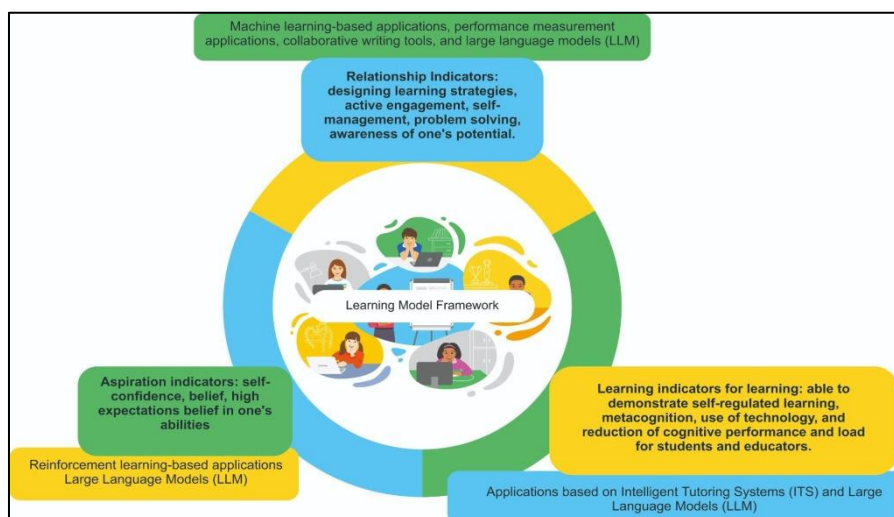 Machine learning-based applications, performance measurement
applications, collaborative writing tools, and large language models (LLM)
Relationship Indicators:
designing learning strategies,
active engagement, self-
management, problem solving,
awareness of one's potential.
Learning Model Framework
Aspiration indicators: self-
confidence, belief, high
expectations belief in one's
abilities
Reinforcement learning-based applications
Large Language Models (LLM)
Learning indicators for learning: able to
demonstrate self-regulated learning,
metacognition, use of technology, and
reduction of cognitive performance and load
for students and educators.
Applications based on Intelligent Tutoring Systems (ITS) and Large
Language Models (LLM)